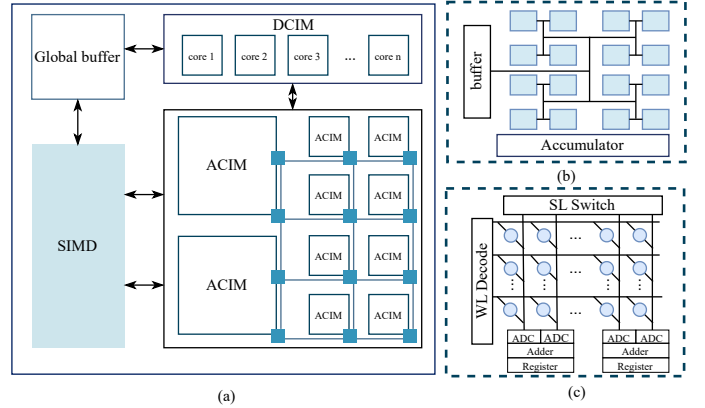 DCIM
Global buffer
core 1
core 2
core 3
...
core n
ACIM
ACIM
ACIM
ACIM
ACIM
SIMD
ACIM
ACIM
ACIM
ACIM
ACIM
(a)
buffer
Accumulator
(b)
SL Switch
WL Decode
...
...
...
ADC
ADC
ADC
ADC
Adder
Adder
Register
Register
(c)